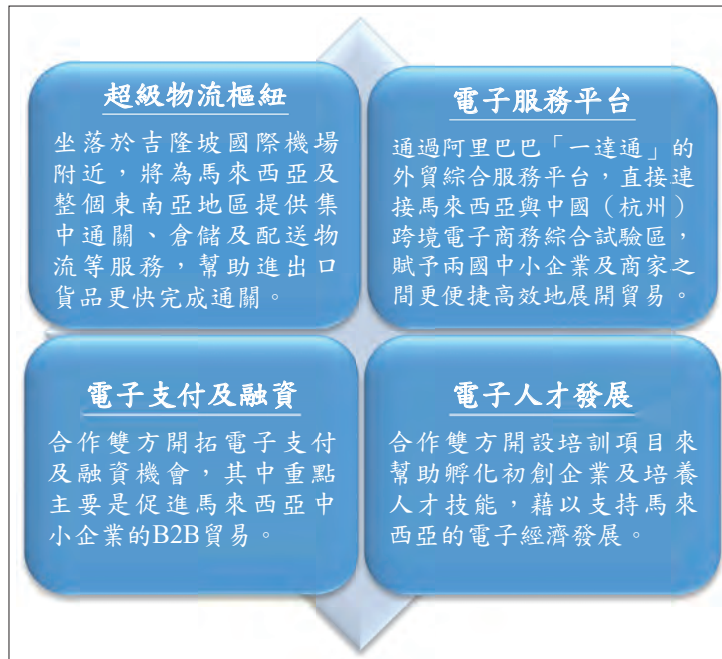 超級物流樞紐
坐落於吉隆坡國際機場
附近，將為馬來西亞及
整個東南亞地區提供集
中通關、倉儲及配送物
流等服務，幫助進出口
貨品更快完成通關。
電子服務平台
通過阿里巴巴「一達通」的
外貿綜合服務平台，直接連
接馬來西亞與中國（杭州）
跨境電子商務綜合試驗區，
賦予兩國中小企業及商家之
間更便捷高效地展開貿易。
電子支付及融資
合作雙方開拓電子支付
及融資機會，其中重點
主要是促進馬來西亞中
小企業的B2B貿易。
電子人才發展
合作雙方開設培訓項目來
幫助孵化初創企業及培養
人才技能，藉以支持馬來
西亞的電子經濟發展。